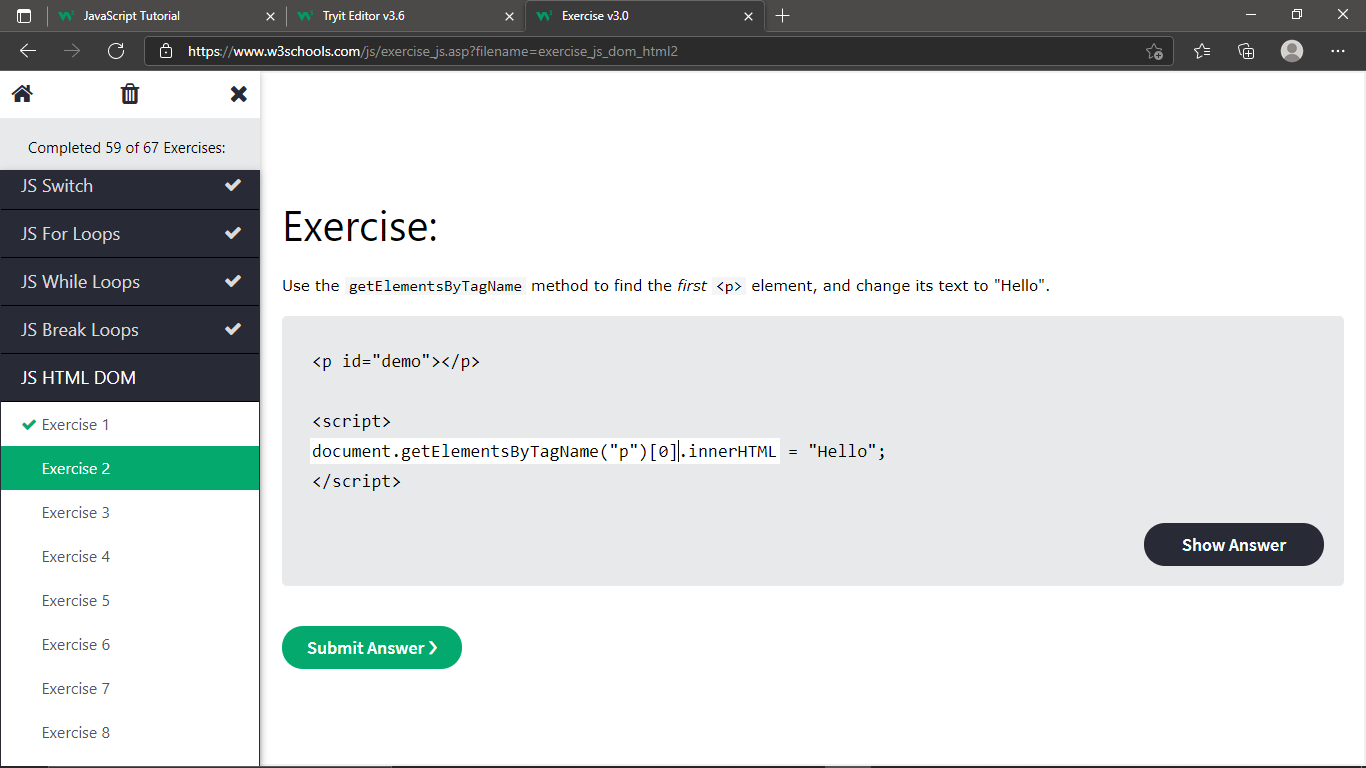 JavaScript Tutorial
Tryit Editor v3.6
Exercise v3.0
https://www.w3schools.com/js/exercise_js.asp?filename=exercise_js_dom_html2
Completed 59 of 67 Exercises:
JS Switch
JS For Loops
JS While Loops
JS Break Loops
JS HTML DOM
Exercise 1
Exercise 2
Exercise 3
Exercise 4
Exercise 5
Exercise 6
Exercise 7
Exercise 8
Exercise:
Use the getElementsByTagName method to find the first <p> element, and change its text to "Hello".
<p id="demo"></p>
<script>
document.getElementsByTagName("p")[0].innerHTML = "Hello";
</script>
Show Answer
Submit Answer ❯